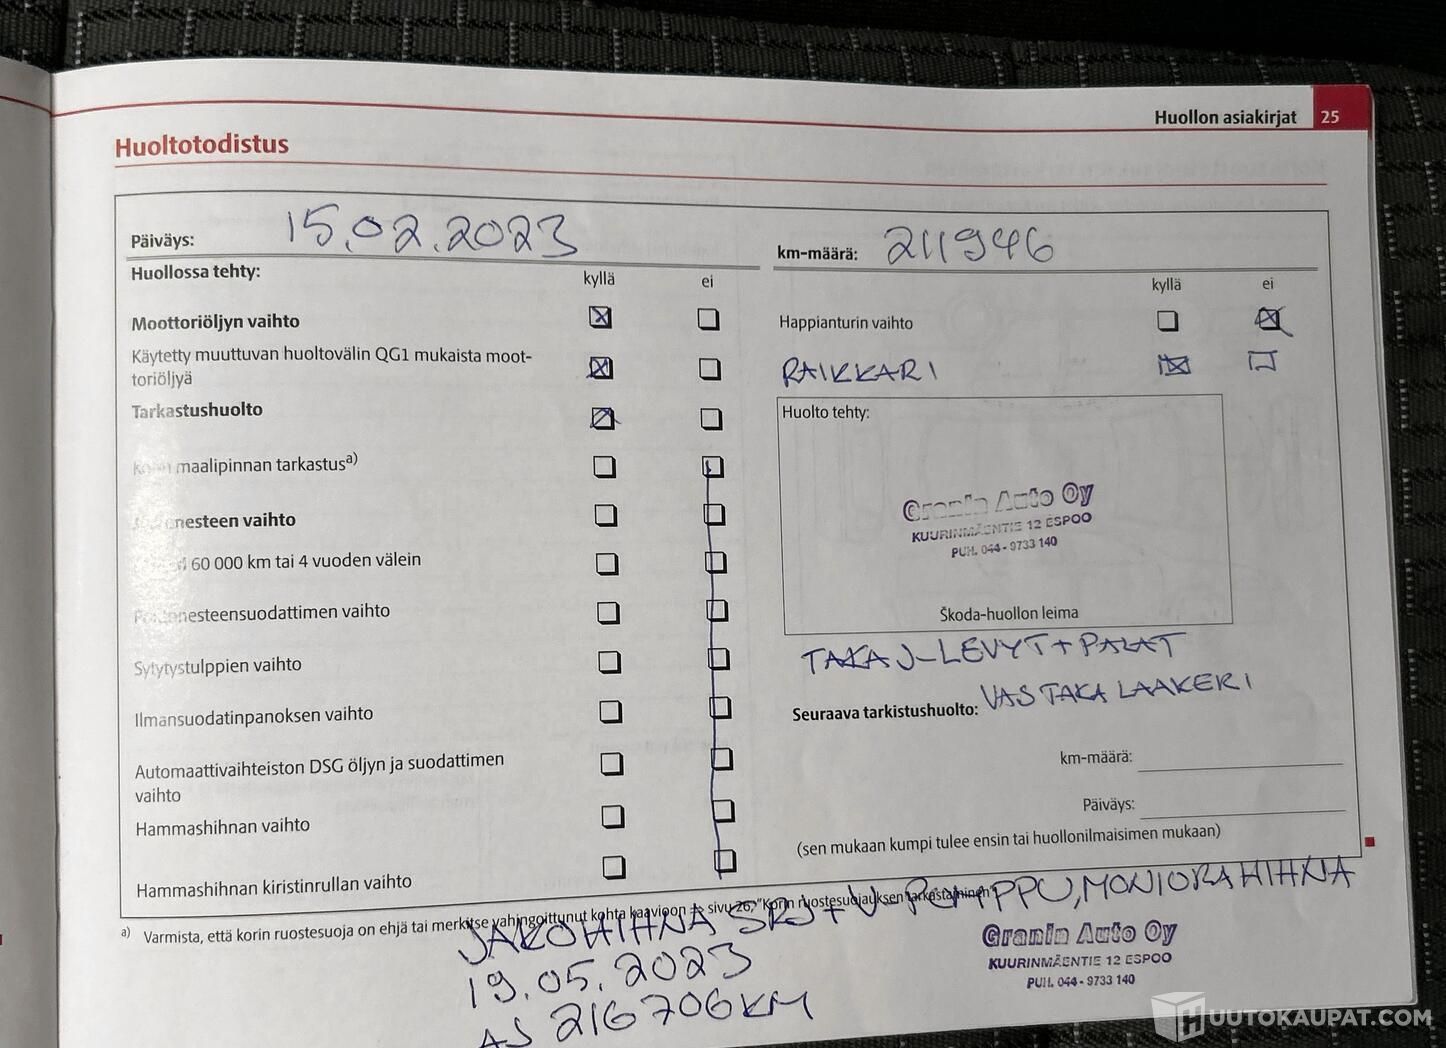 Huollon asiakirjat 25
Huoltotodistus
Päiväys: 15.02.2023
km-määrä: 211946
Huollossa tehty:
kyllä ei
kyllä ei
Moottoriöljyn vaihto
Happianturin vaihto
Käytetty muuttuvan huoltovälin QG1 mukaista moot-
toriöljyä
RAIKKARI
Tarkastushuolto
Huolto tehty:
maalipinnan tarkastusa)
nesteen vaihto
60 000 km tai 4 vuoden välein
nesteensuodattimen vaihto
Sytytystulppien vaihto
Ilmansuodatinpanoksen vaihto
Automaattivaihteiston DSG öljyn ja suodattimen
vaihto
Hammashihnan vaihto
Hammashihnan kiristinrullan vaihto
Granin Auto Oy
KUURINMÄENTIE 12 ESPOO
PUH. 044-9733 140
Škoda-huollon leima
TAKA J-LEVYT+PALAT
VAS TAKA LAAKERI
Seuraava tarkistushuolto:
km-määrä:
Päiväys:
(sen mukaan kumpi tulee ensin tai huollonilmaisimen mukaan)
a) Varmista, että korin ruostesuoja on ehjä tai merkitse vahingoittunut kohta kaavioon ⇒ sivu 26, "Korin ruostesuojauksen tarkastaminen"
JAKOHIHNA SRJ+V-PUMPPU, MONIURAHIHNA
19.05.2023
AJ 216706KM
Granin Auto Oy
KUURINMÄENTIE 12 ESPOO
PUH. 044-9733 140
HUUTOKAUPAT.COM